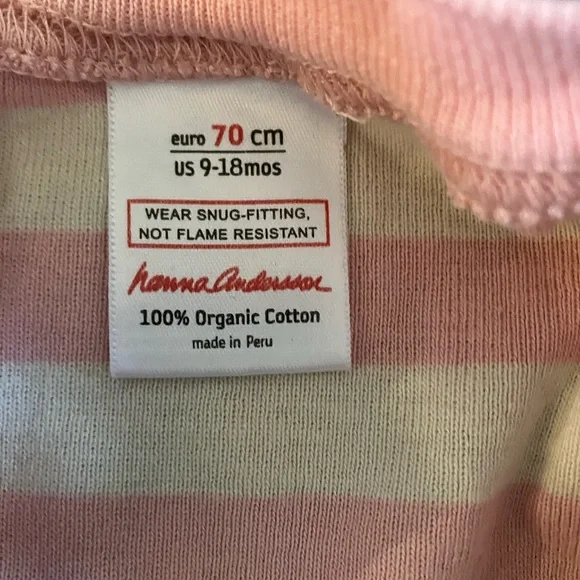 euro 70 cm
US 9-18mos
WEAR SNUG-FITTING,
NOT FLAME RESISTANT
hanna Andersson
100% Organic Cotton
made in Peru